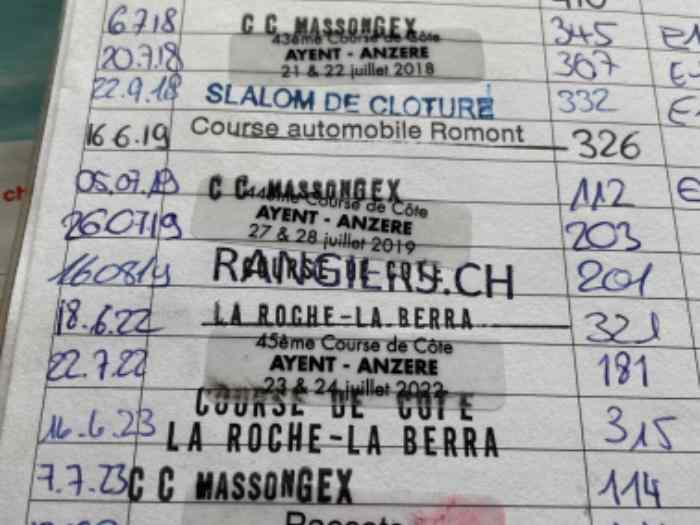 6.7.18 C C MASSONGEX 345
43ème Course de Côte
20.7.18 AYENT - ANZERE 367
21 & 22 juillet 2018
22.9.18 SLALOM DE CLOTURE 332
16.6.19 Course automobile Romont 326
05.07.19 C C MASSONGEX 112
44ème Course de Côte
26.07.19 AYENT - ANZERE 203
27 & 28 juillet 2019
16.08.19 RANGIERS.CH 201
18.6.22 LA ROCHE-LA BERRA 321
45ème Course de Côte
22.7.22 AYENT - ANZERE 181
23 & 24 juillet 2022
COURSE DE COTE
16.6.23 LA ROCHE-LA BERRA 315
7.7.23 C C MASSONGEX 114